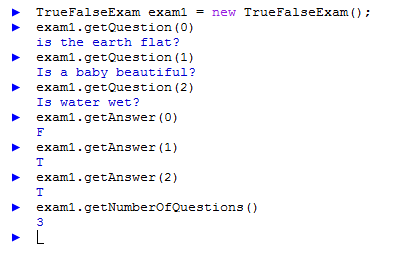 TrueFalseExam exam1 = new TrueFalseExam();
exam1.getQuestion(0)
is the earth flat?
exam1.getQuestion(1)
Is a baby beautiful?
exam1.getQuestion(2)
Is water wet?
exam1.getAnswer(0)
F
exam1.getAnswer(1)
T
exam1.getAnswer(2)
T
exam1.getNumberOfQuestions()
3